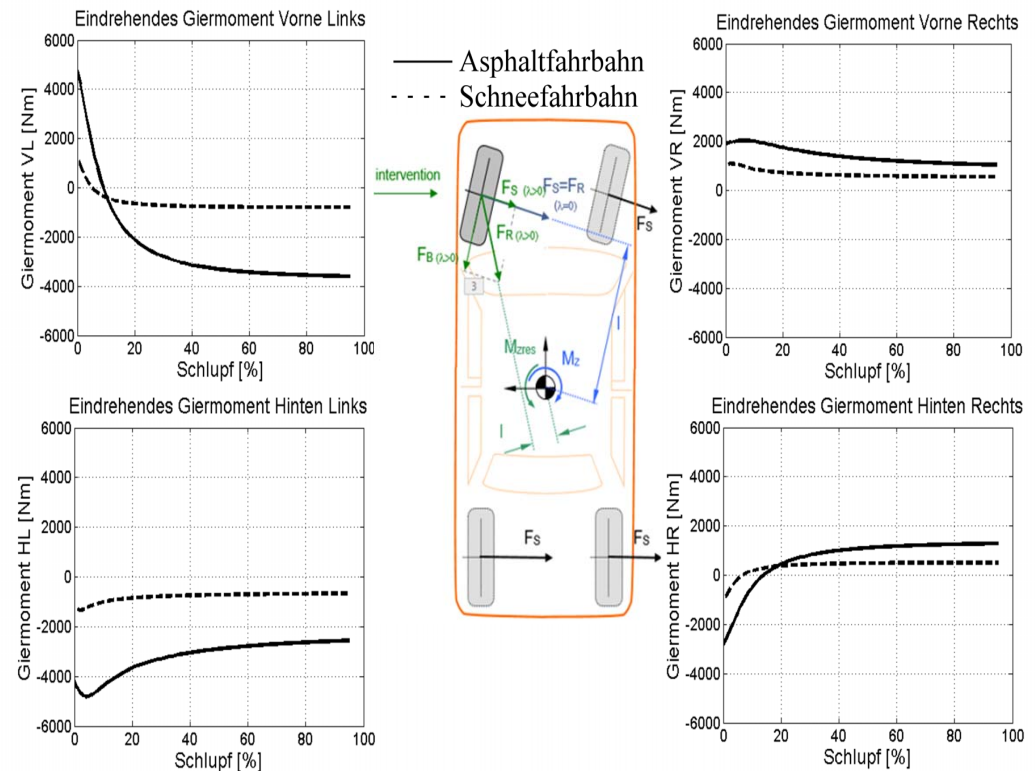 Eindrehendes Giermoment Vorne Links
Giermoment VL [Nm]
6000
4000
2000
0
-2000
-4000
-6000
0 20 40 60 80 100
Schlupf [%]
Asphaltfahrbahn
Schneefahrbahn
Eindrehendes Giermoment Vorne Rechts
Giermoment VR [Nm]
6000
4000
2000
0
-2000
-4000
-6000
0 20 40 60 80 100
Schlupf [%]
intervention
FS (λ>0)
FS=FR
(λ=0)
FS
FR (λ>0)
FB (λ>0)
3
l
Mzres
Mz
l
FS
FS
Eindrehendes Giermoment Hinten Links
Giermoment HL [Nm]
6000
4000
2000
0
-2000
-4000
-6000
0 20 40 60 80 100
Schlupf [%]
Eindrehendes Giermoment Hinten Rechts
Giermoment HR [Nm]
6000
4000
2000
0
-2000
-4000
-6000
0 20 40 60 80 100
Schlupf [%]